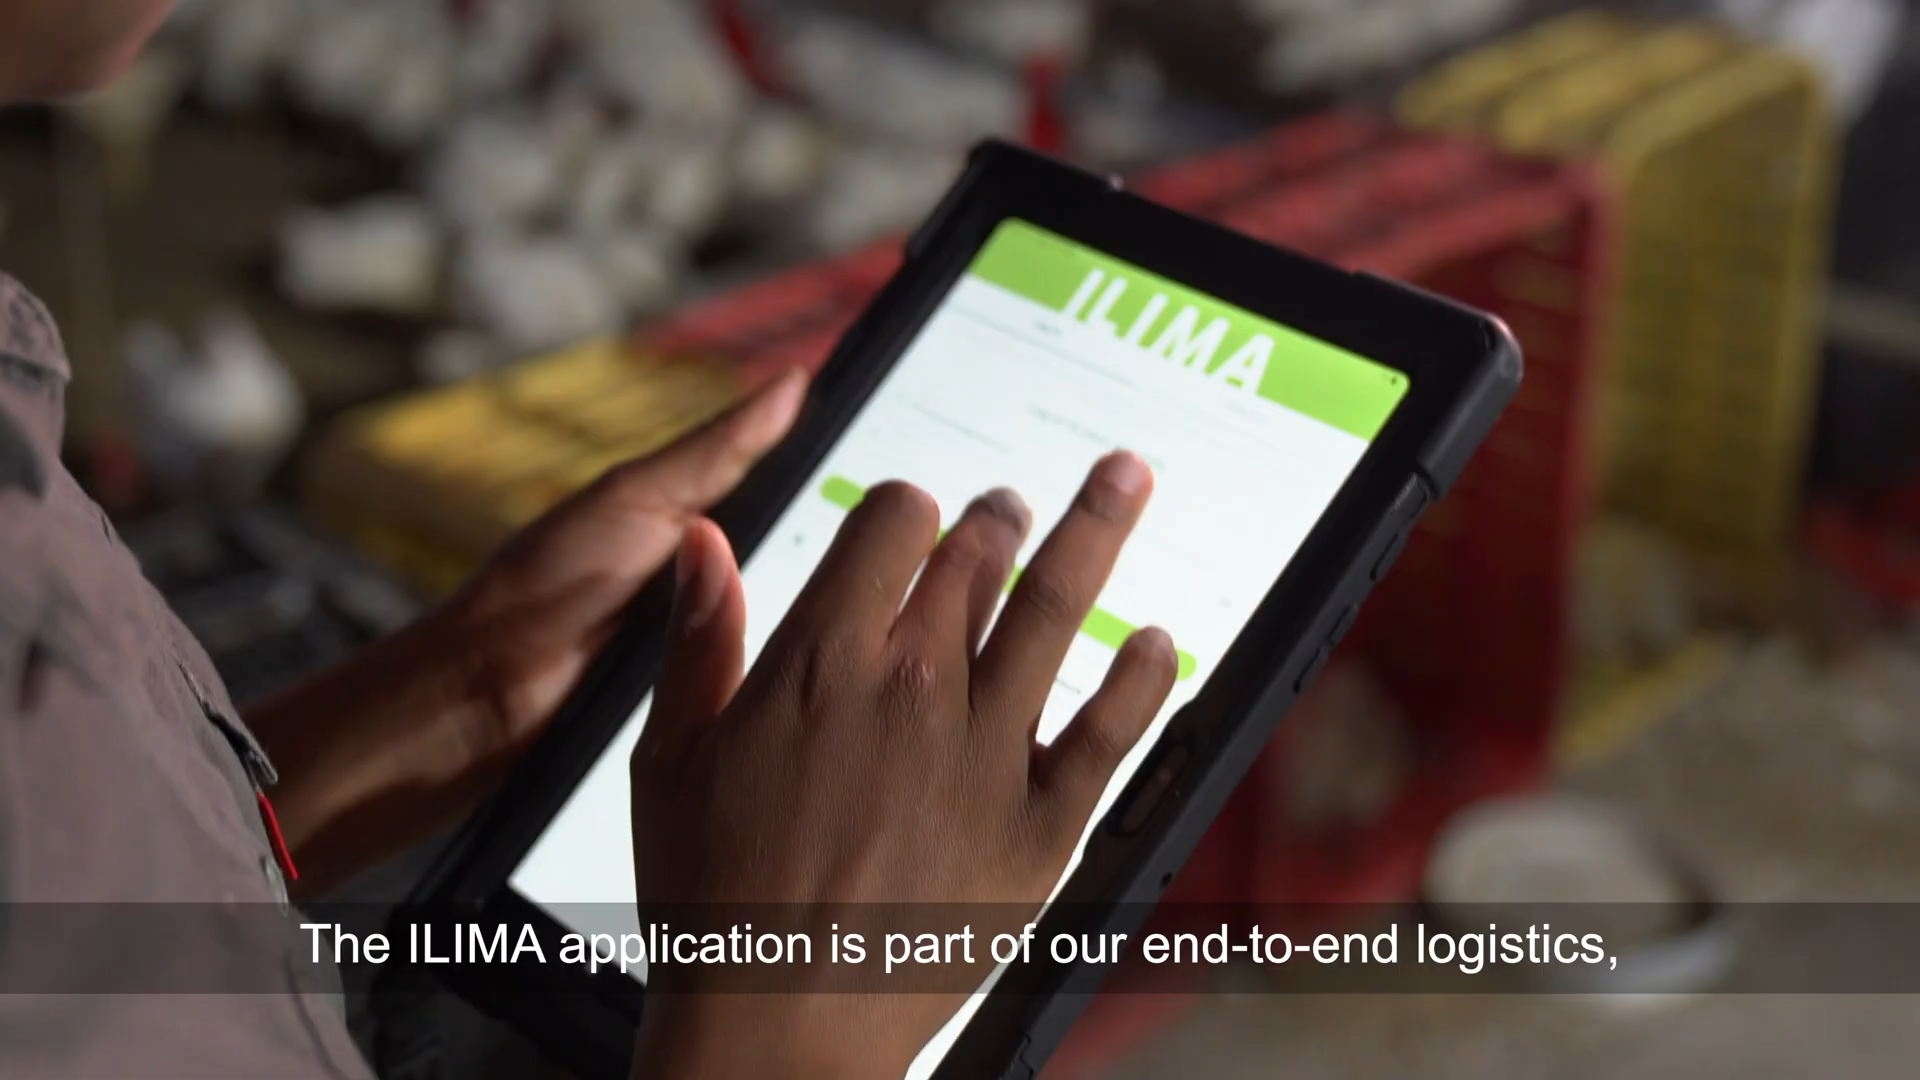 ILIMA
The ILIMA application is part of our end-to-end logistics,